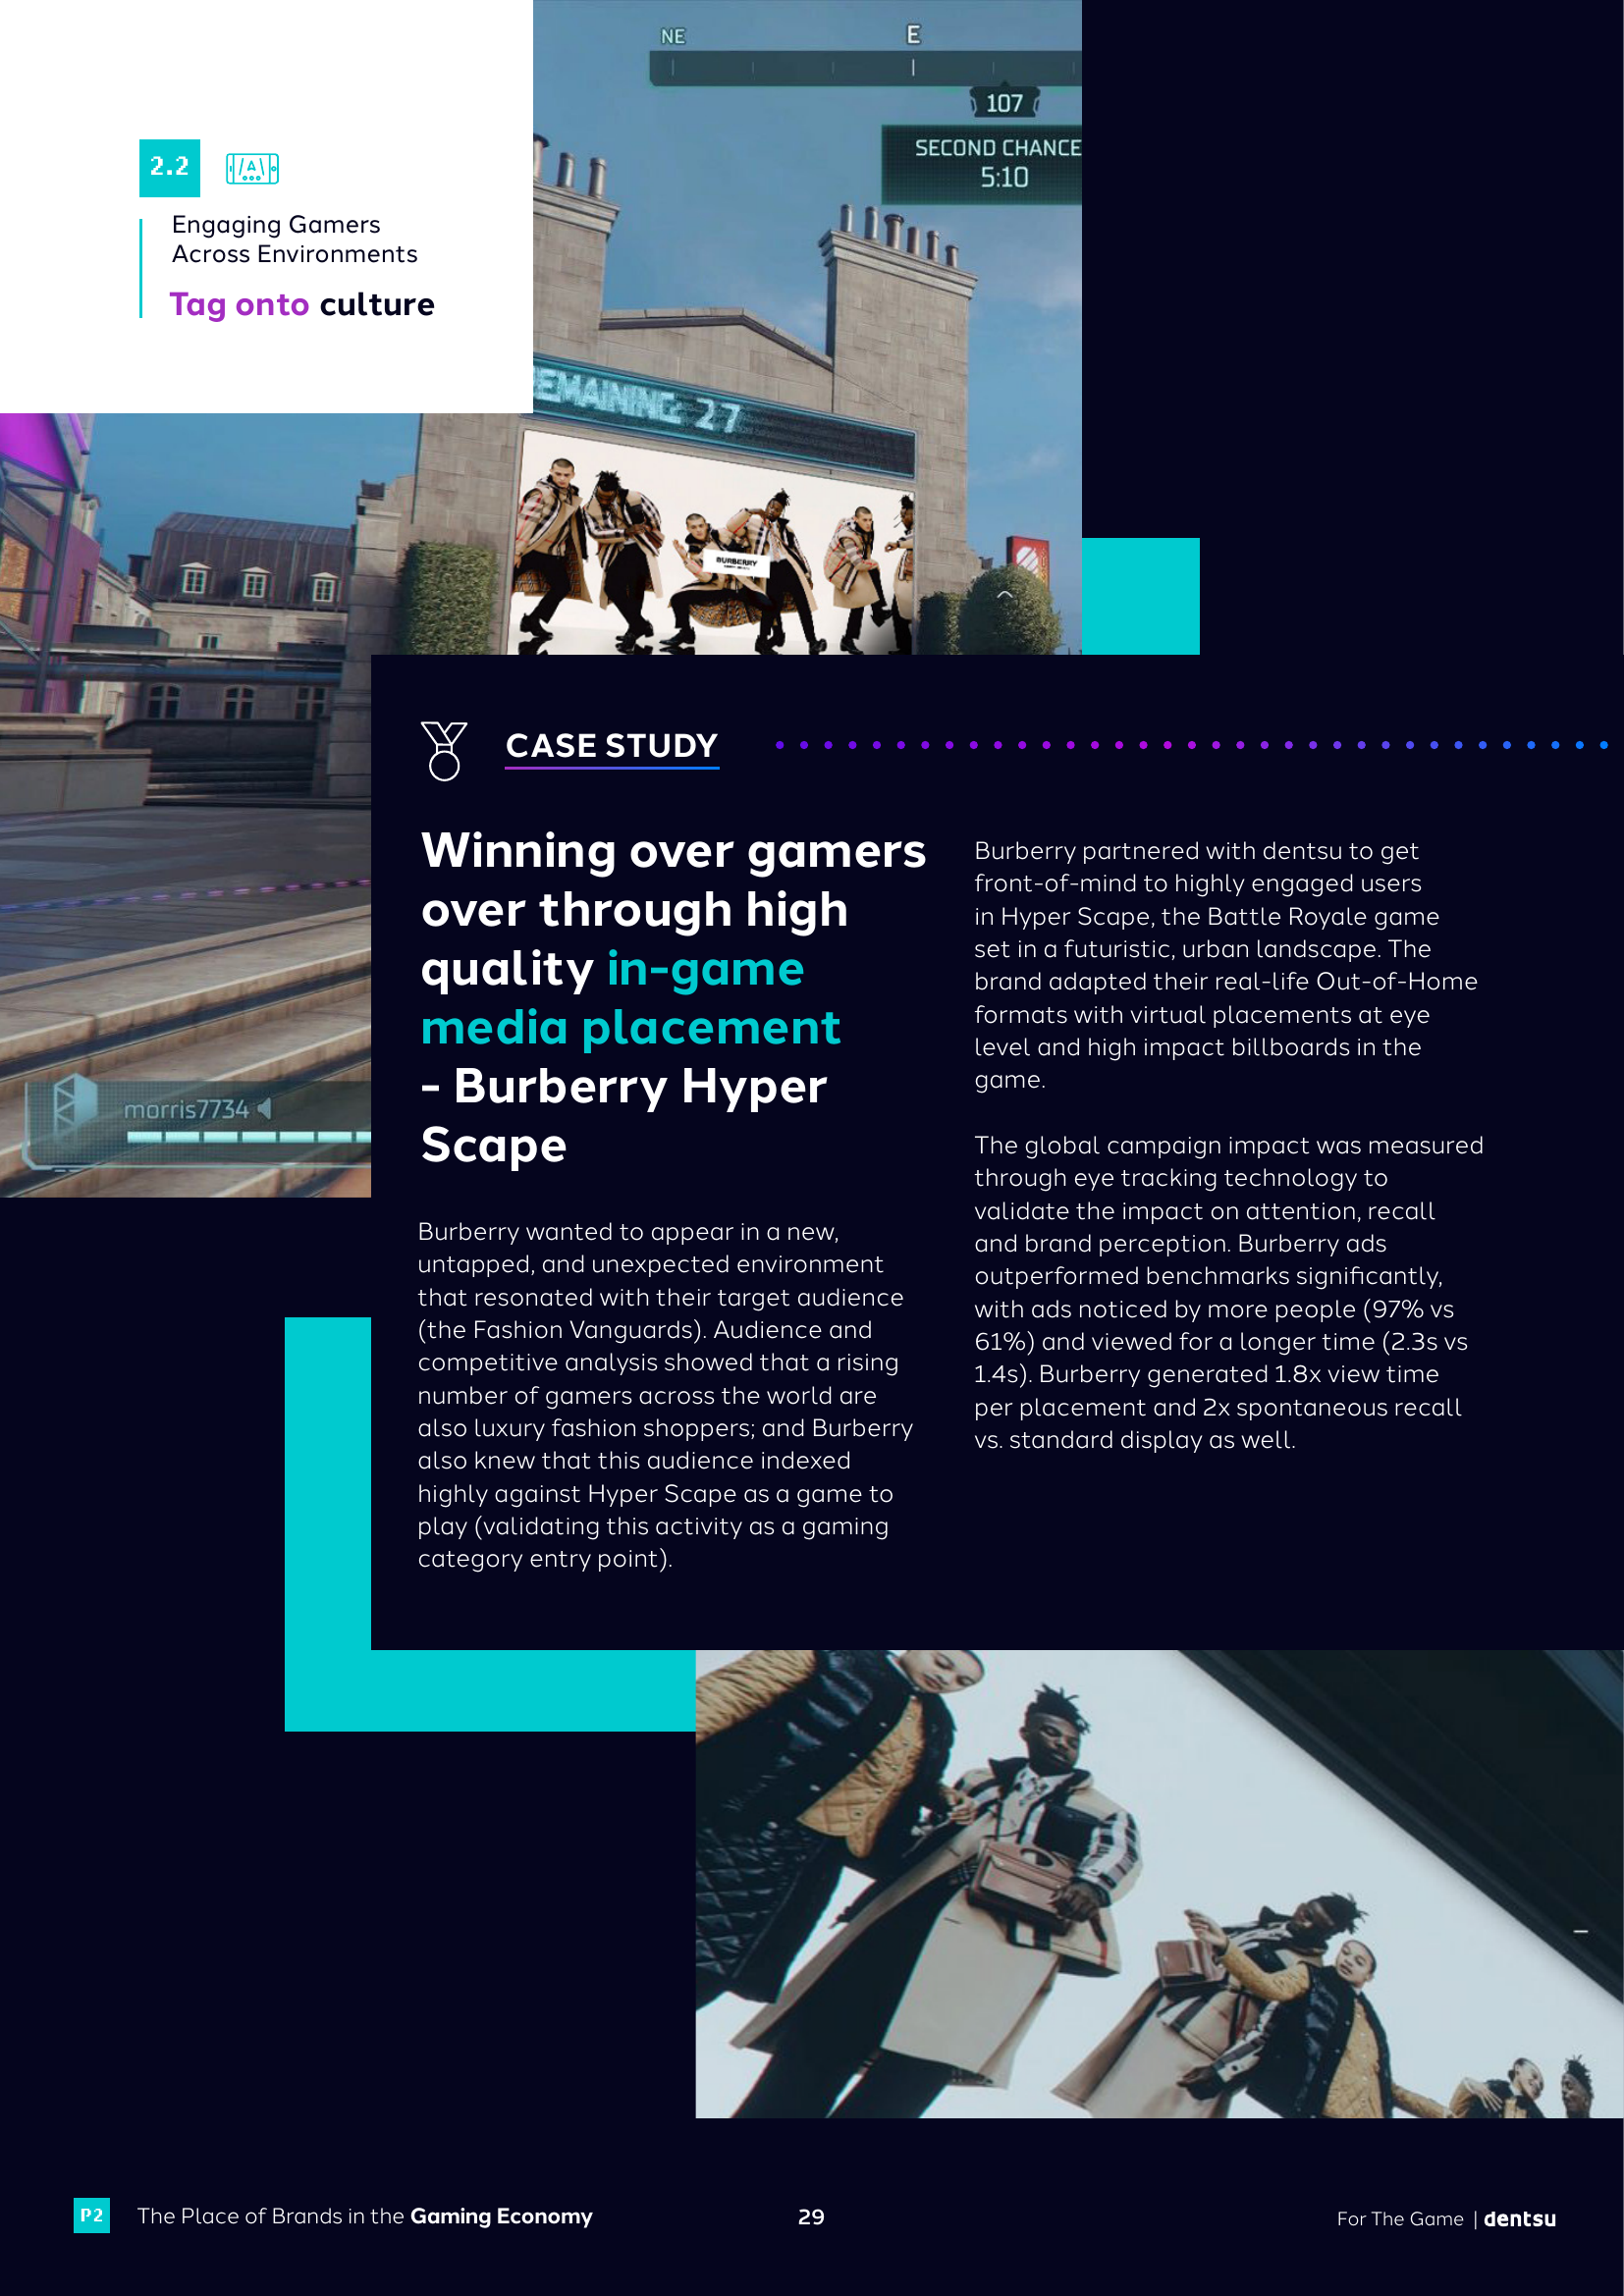 2.2
Engaging Gamers
Across Environments
Tag onto culture
NE
E
107
SECOND CHANCE
5:10
EMAINING: 27
BURBERRY
morris7734
CASE STUDY
Winning over gamers
over through high
quality in-game
media placement
- Burberry Hyper
Scape
Burberry wanted to appear in a new,
untapped, and unexpected environment
that resonated with their target audience
(the Fashion Vanguards). Audience and
competitive analysis showed that a rising
number of gamers across the world are
also luxury fashion shoppers; and Burberry
also knew that this audience indexed
highly against Hyper Scape as a game to
play (validating this activity as a gaming
category entry point).
Burberry partnered with dentsu to get
front-of-mind to highly engaged users
in Hyper Scape, the Battle Royale game
set in a futuristic, urban landscape. The
brand adapted their real-life Out-of-Home
formats with virtual placements at eye
level and high impact billboards in the
game.
The global campaign impact was measured
through eye tracking technology to
validate the impact on attention, recall
and brand perception. Burberry ads
outperformed benchmarks significantly,
with ads noticed by more people (97% vs
61%) and viewed for a longer time (2.3s vs
1.4s). Burberry generated 1.8x view time
per placement and 2x spontaneous recall
vs. standard display as well.
P2
The Place of Brands in the Gaming Economy
29
For The Game | dentsu